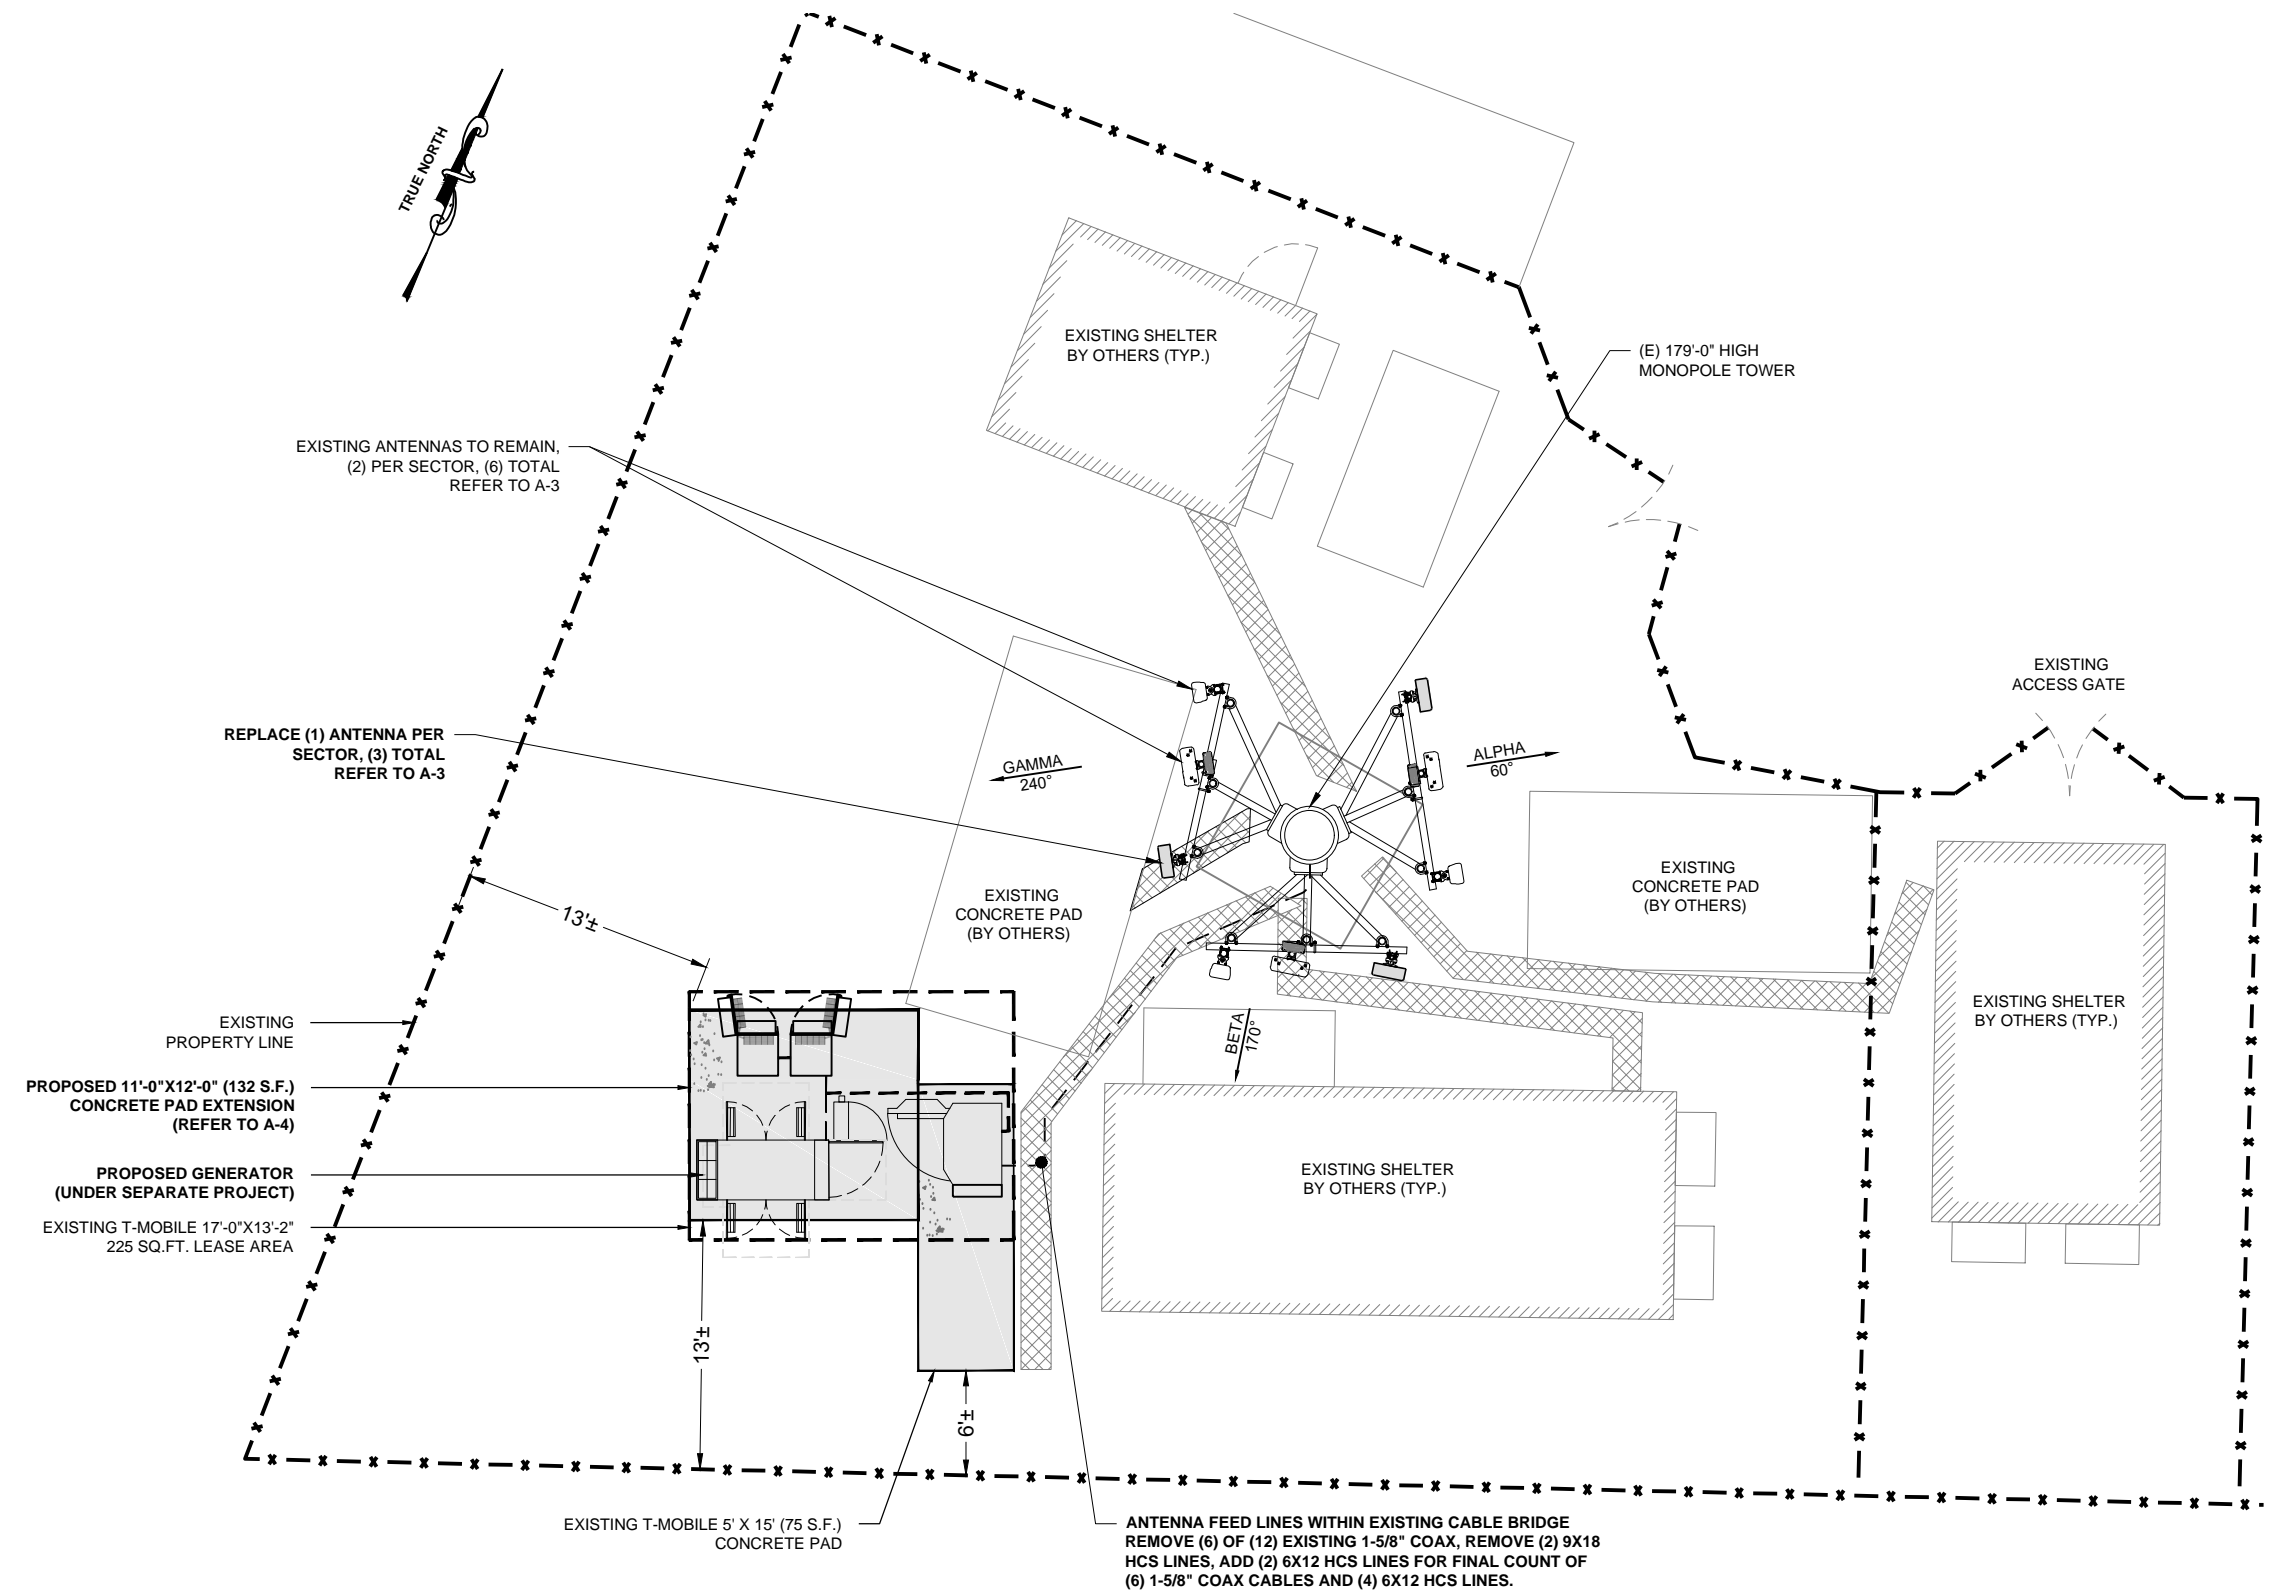 TRUE NORTH
EXISTING SHELTER
BY OTHERS (TYP.)
(E) 179'-0" HIGH
MONOPOLE TOWER
EXISTING ANTENNAS TO REMAIN,
(2) PER SECTOR, (6) TOTAL
REFER TO A-3
EXISTING
ACCESS GATE
REPLACE (1) ANTENNA PER
SECTOR, (3) TOTAL
REFER TO A-3
GAMMA
240°
ALPHA
60°
EXISTING
CONCRETE PAD
(BY OTHERS)
EXISTING
CONCRETE PAD
(BY OTHERS)
13'±
EXISTING SHELTER
BY OTHERS (TYP.)
EXISTING
PROPERTY LINE
BETA
170°
PROPOSED 11'-0"X12'-0" (132 S.F.)
CONCRETE PAD EXTENSION
(REFER TO A-4)
PROPOSED GENERATOR
(UNDER SEPARATE PROJECT)
EXISTING SHELTER
BY OTHERS (TYP.)
EXISTING T-MOBILE 17'-0"X13'-2"
225 SQ.FT. LEASE AREA
13'±
6'±
EXISTING T-MOBILE 5' X 15' (75 S.F.)
CONCRETE PAD
ANTENNA FEED LINES WITHIN EXISTING CABLE BRIDGE
REMOVE (6) OF (12) EXISTING 1-5/8" COAX, REMOVE (2) 9X18
HCS LINES, ADD (2) 6X12 HCS LINES FOR FINAL COUNT OF
(6) 1-5/8" COAX CABLES AND (4) 6X12 HCS LINES.